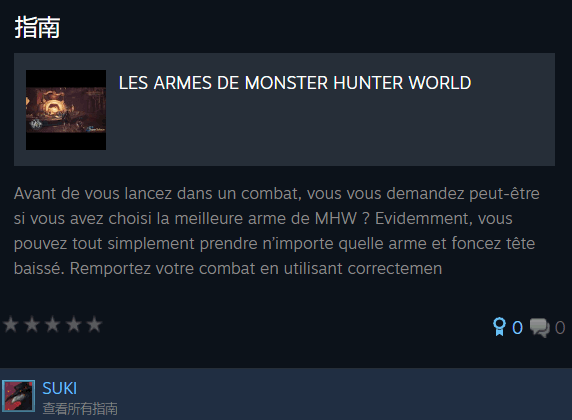 指南
LES ARMES DE MONSTER HUNTER WORLD
Avant de vous lancez dans un combat, vous vous demandez peut-être
si vous avez choisi la meilleure arme de MHW ? Evidemment, vous
pouvez tout simplement prendre n'importe quelle arme et foncez tête
baissé. Remportez votre combat en utilisant correctemen
0 0
SUKI
查看所有指南